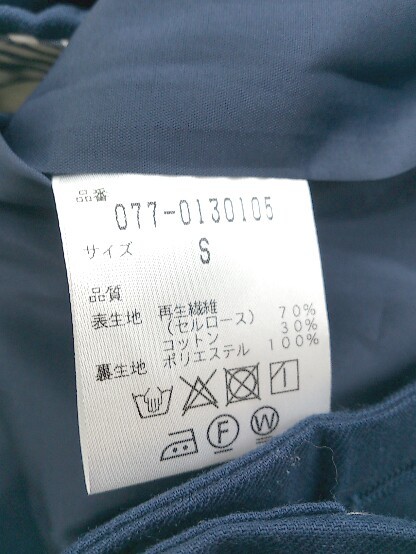 品番
077-0130105
サイズ S
品質
表生地 再生繊維 70%
(セルロース)
コットン 30%
裏生地 ポリエステル 100%
F W